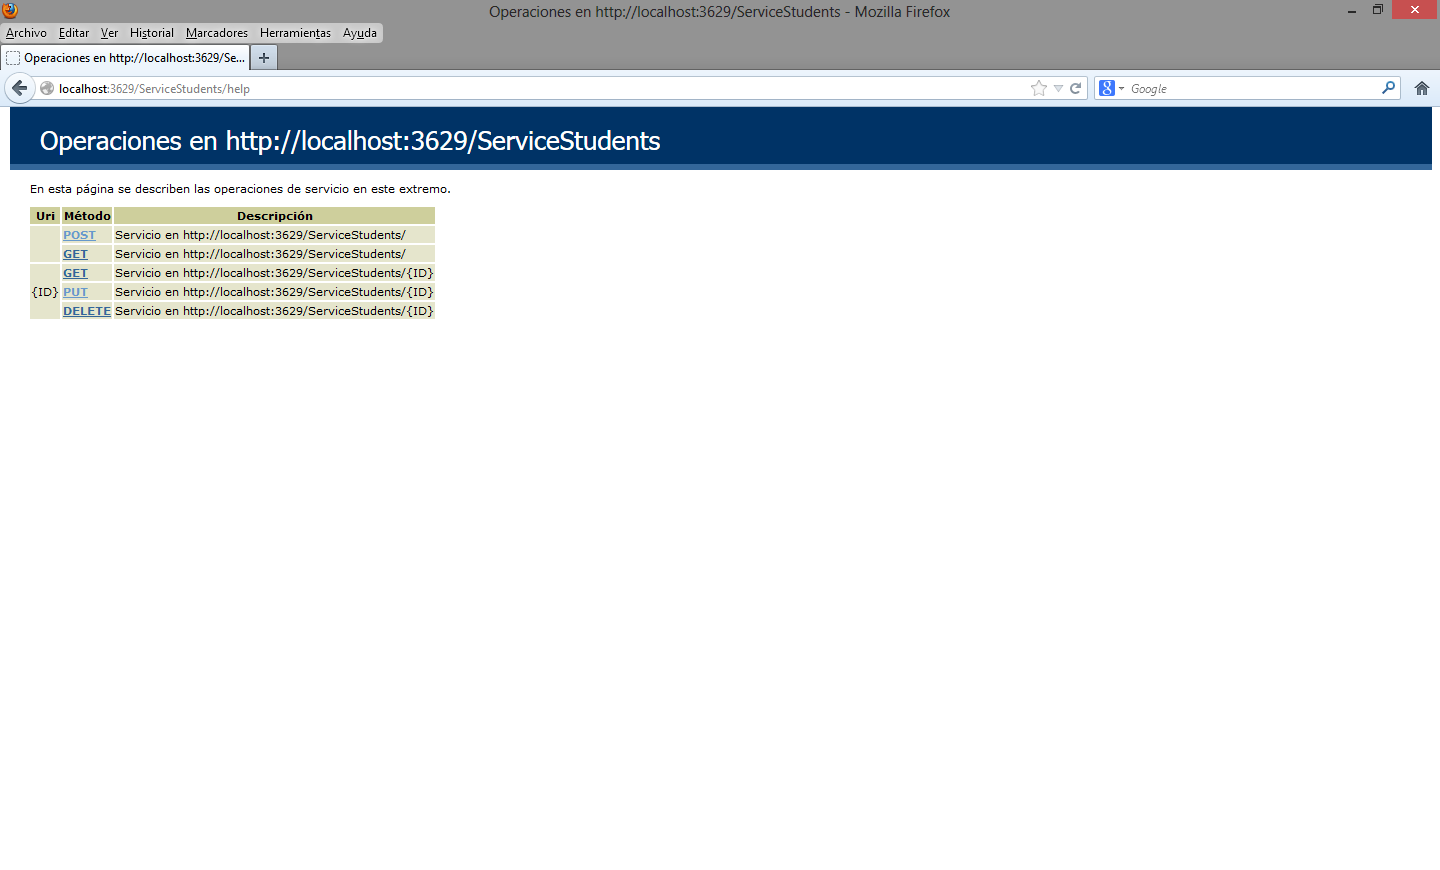 Operaciones en http://localhost:3629/ServiceStudents - Mozilla Firefox
Archivo Editar Ver Historial Marcadores Herramientas Ayuda
Operaciones en http://localhost:3629/Se...
localhost:3629/ServiceStudents/help
8 Google
Operaciones en http://localhost:3629/ServiceStudents
En esta página se describen las operaciones de servicio en este extremo.
Uri Método Descripción
POST Servicio en http://localhost:3629/ServiceStudents/
GET Servicio en http://localhost:3629/ServiceStudents/
GET Servicio en http://localhost:3629/ServiceStudents/{ID}
{ID} PUT Servicio en http://localhost:3629/ServiceStudents/{ID}
DELETE Servicio en http://localhost:3629/ServiceStudents/{ID}